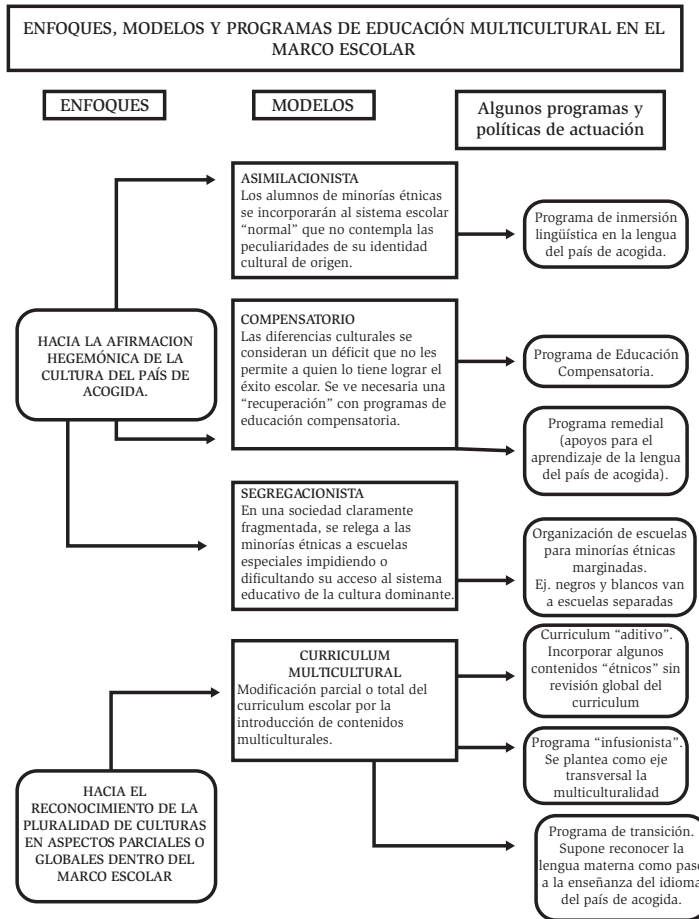 ENFOQUES, MODELOS Y PROGRAMAS DE EDUCACIÓN MULTICULTURAL EN EL
MARCO ESCOLAR
ENFOQUES
MODELOS
Algunos programas y
políticas de actuación
HACIA LA AFIRMACION
HEGEMÓNICA DE LA
CULTURA DEL PAÍS DE
ACOGIDA.
ASIMILACIONISTA
Los alumnos de minorías étnicas
se incorporarán al sistema escolar
“normal” que no contempla las
peculiaridades de su identidad
cultural de origen.
Programa de inmersión
lingüística en la lengua
del país de acogida.
COMPENSATORIO
Las diferencias culturales se
consideran un déficit que no les
permite a quien lo tiene lograr el
éxito escolar. Se ve necesaria una
“recuperación” con programas de
educación compensatoria.
Programa de Educación
Compensatoria.
Programa remedial
(apoyos para el
aprendizaje de la lengua
del país de acogida).
SEGREGACIONISTA
En una sociedad claramente
fragmentada, se relega a las
minorías étnicas a escuelas
especiales impidiendo o
dificultando su acceso al sistema
educativo de la cultura dominante.
Organización de escuelas
para minorías étnicas
marginadas.
Ej. negros y blancos van
a escuelas separadas
HACIA EL
RECONOCIMIENTO DE LA
PLURALIDAD DE CULTURAS
EN ASPECTOS PARCIALES O
GLOBALES DENTRO DEL
MARCO ESCOLAR
CURRICULUM
MULTICULTURAL
Modificación parcial o total del
curriculum escolar por la
introducción de contenidos
multiculturales.
Curriculum “aditivo”.
Incorporar algunos
contenidos “étnicos” sin
revisión global del
curriculum
Programa “infusionista”.
Se plantea como eje
transversal la
multiculturalidad
Programa de transición.
Supone reconocer la
lengua materna como paso
a la enseñanza del idioma
del país de acogida.